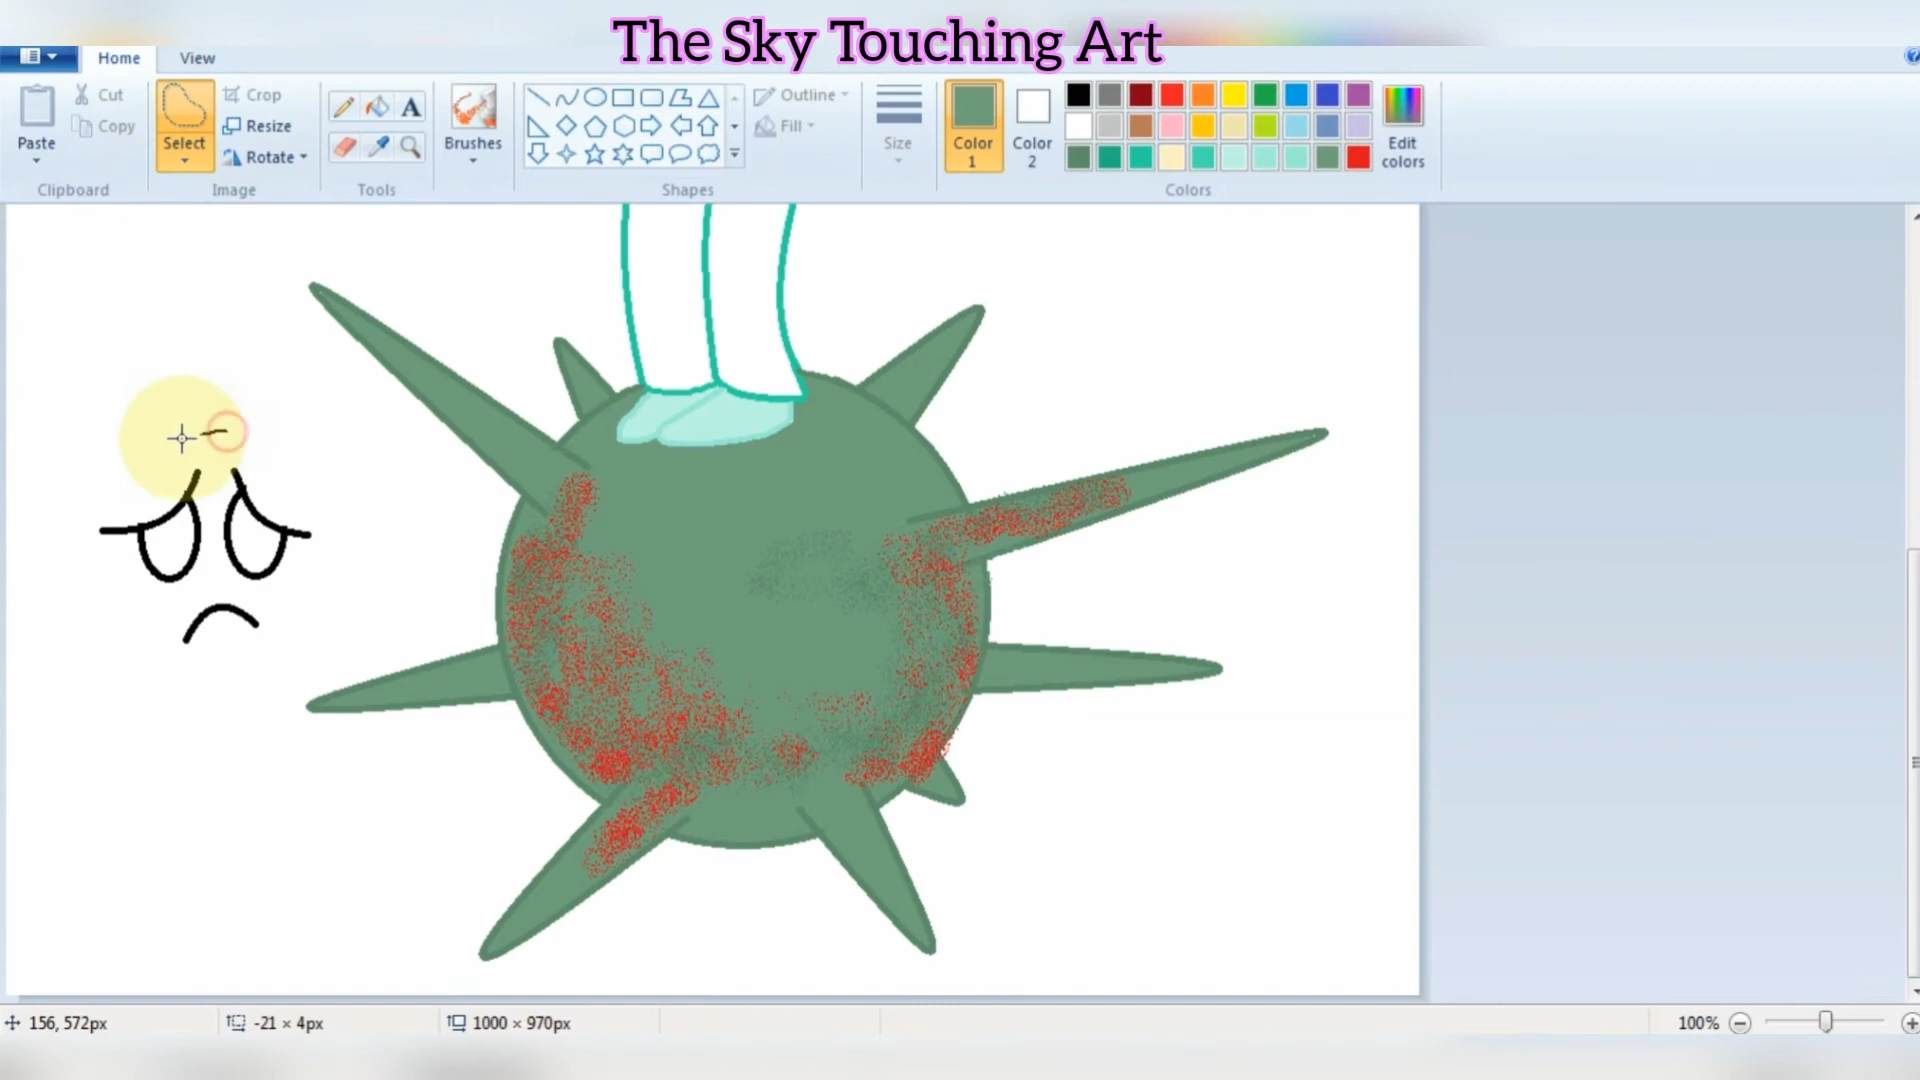 The Sky Touching Art
Home View
Cut
Copy
Paste
Clipboard
Crop
Resize
Rotate
Select
Image
A
Tools
Brushes
Outline
Fill
Shapes
Size
Color
1
Color
2
Edit
colors
Colors
156, 572px
-21 × 4px
1000 × 970px
100%